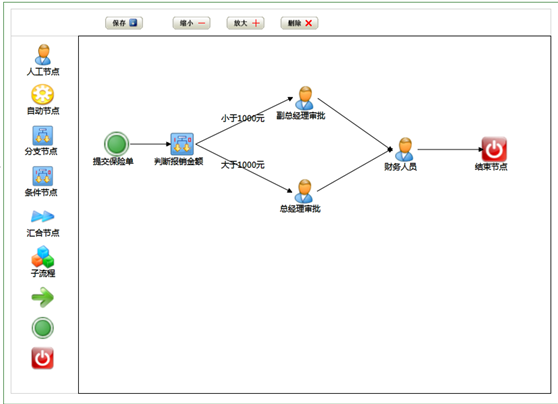 保存
缩小
放大
删除
人工节点
自动节点
分支节点
条件节点
汇合节点
子流程
提交保险单
判断报销金额
小于1000元
大于1000元
副总经理审批
总经理审批
财务人员
结束节点